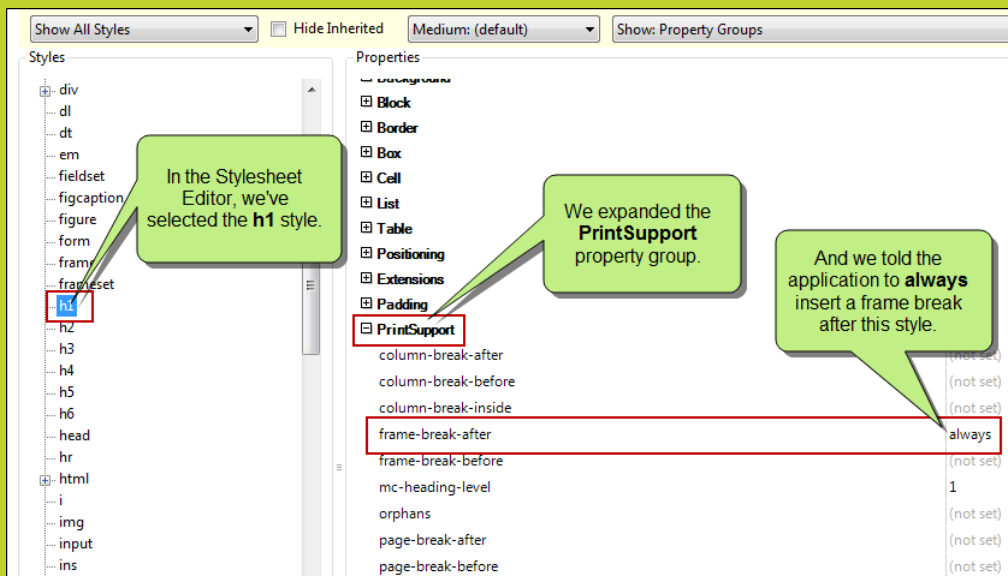 Show All Styles Hide Inherited Medium: (default) Show: Property Groups
Styles
div
dl
dt
em
fieldset
figcaption
figure
form
frame
frameset
h1
h2
h3
h4
h5
h6
head
hr
html
i
img
input
ins
In the Stylesheet
Editor, we've
selected the h1 style.
Properties
Background
Block
Border
Box
Cell
List
Table
Positioning
Extensions
Padding
PrintSupport
column-break-after (not set)
column-break-before (not set)
column-break-inside (not set)
frame-break-after always
frame-break-before (not set)
mc-heading-level 1
orphans (not set)
page-break-after (not set)
page-break-before (not set)
We expanded the
PrintSupport
property group.
And we told the
application to always
insert a frame break
after this style.